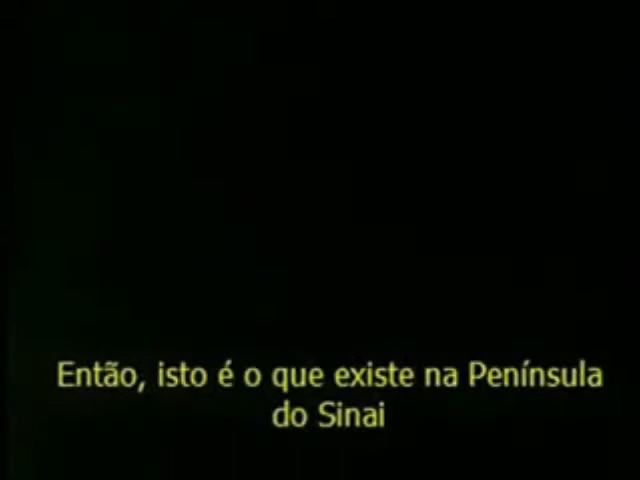 Então, isto é o que existe na Península
do Sinai